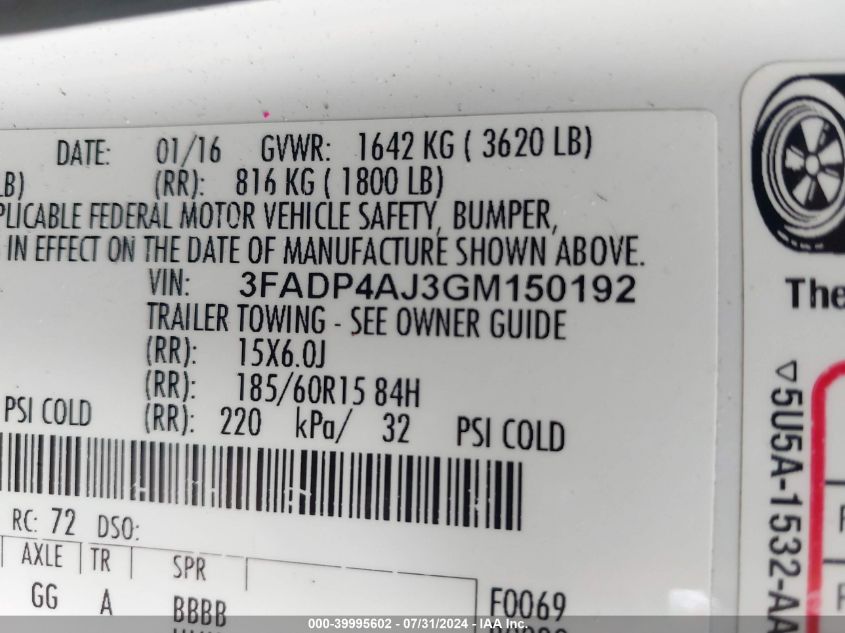 DATE: 01/16 GVWR: 1642 KG ( 3620 LB)
LB) (RR): 816 KG ( 1800 LB)
PLICABLE FEDERAL MOTOR VEHICLE SAFETY, BUMPER,
IN EFFECT ON THE DATE OF MANUFACTURE SHOWN ABOVE.
VIN: 3FADP4AJ3GM150192
TRAILER TOWING - SEE OWNER GUIDE
(RR): 15X6.0J
(RR): 185/60R15 84H
PSI COLD (RR): 220 kPa/ 32 PSI COLD
RC: 72 DSO:
AXLE TR SPR
GG A BBBB F0069
The
▽5U5A-1532-AA
000-39995602 - 07/31/2024 - IAA Inc.